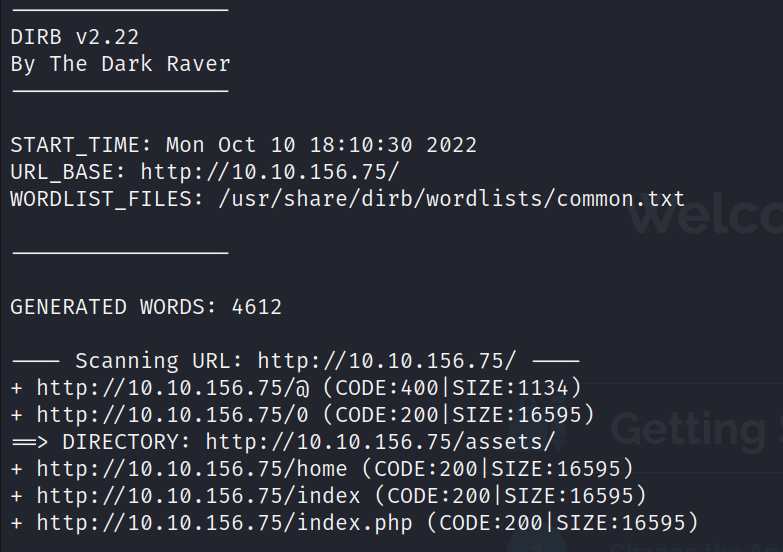 -----------------
DIRB v2.22
By The Dark Raver
-----------------
START_TIME: Mon Oct 10 18:10:30 2022
URL_BASE: http://10.10.156.75/
WORDLIST_FILES: /usr/share/dirb/wordlists/common.txt
-----------------
GENERATED WORDS: 4612
---- Scanning URL: http://10.10.156.75/ ----
+ http://10.10.156.75/@ (CODE:400|SIZE:1134)
+ http://10.10.156.75/0 (CODE:200|SIZE:16595)
==> DIRECTORY: http://10.10.156.75/assets/
+ http://10.10.156.75/home (CODE:200|SIZE:16595)
+ http://10.10.156.75/index (CODE:200|SIZE:16595)
+ http://10.10.156.75/index.php (CODE:200|SIZE:16595)
welco
Getting S
1